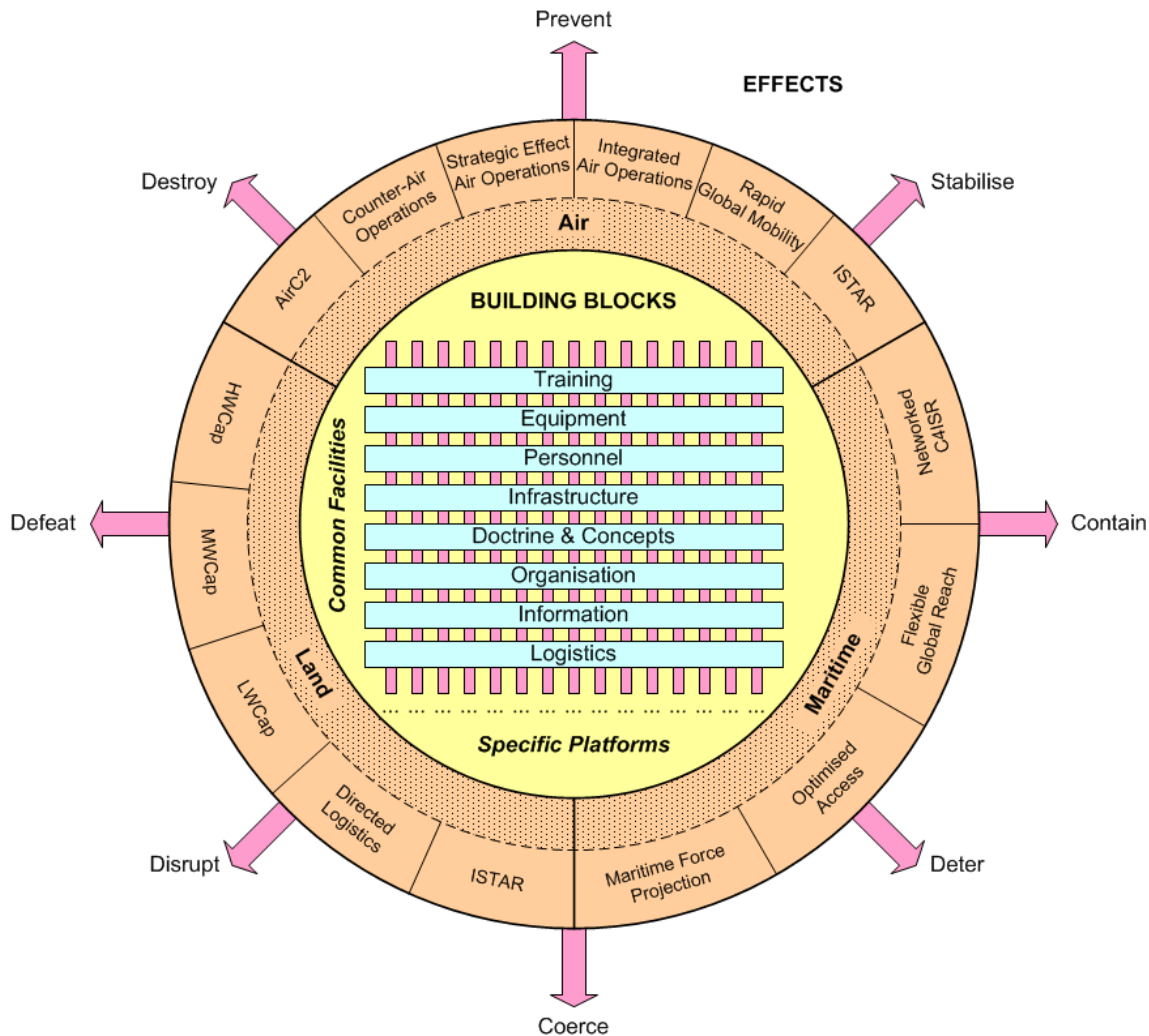 Prevent
EFFECTS
Destroy
Stabilise
Strategic Effect
Air Operations
Integrated
Air Operations
Counter-Air
Operations
Rapid
Global Mobility
Air
AirC2
ISTAR
BUILDING BLOCKS
HWCap
Networked
C4ISR
Training
Equipment
Personnel
Common Facilities
Infrastructure
Defeat
Doctrine & Concepts
Contain
MWCap
Organisation
Flexible
Global Reach
Information
Logistics
Land
Maritime
LWCap
... ... ... ... ... ... ... ... ... ... ... ... ... ... ...
Specific Platforms
Optimised
Access
Directed
Logistics
Disrupt
Deter
ISTAR
Maritime Force
Projection
Coerce